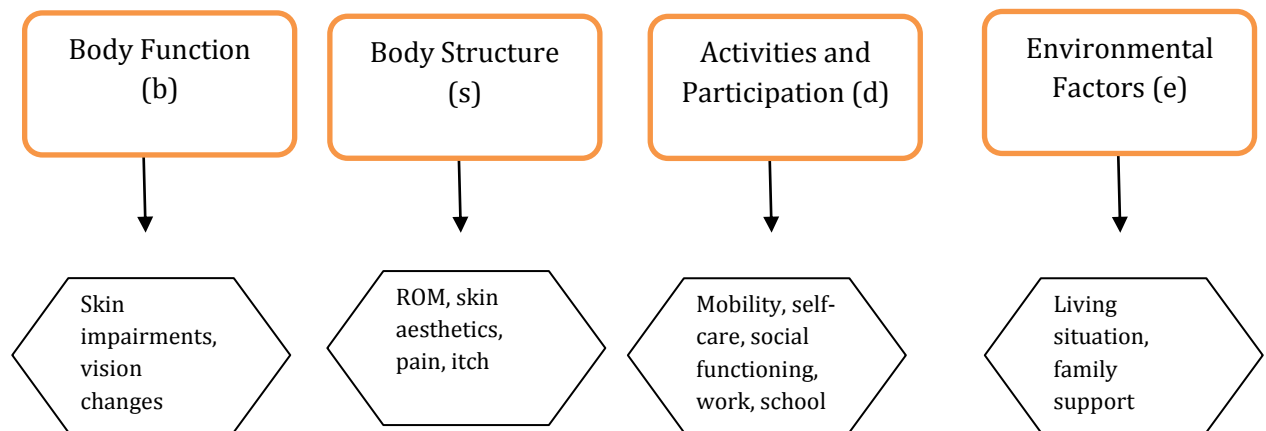 Body Function
(b)
Body Structure
(s)
Activities and
Participation (d)
Environmental
Factors (e)
Skin
impairments,
vision
changes
ROM, skin
aesthetics,
pain, itch
Mobility, self-
care, social
functioning,
work, school
Living
situation,
family
support